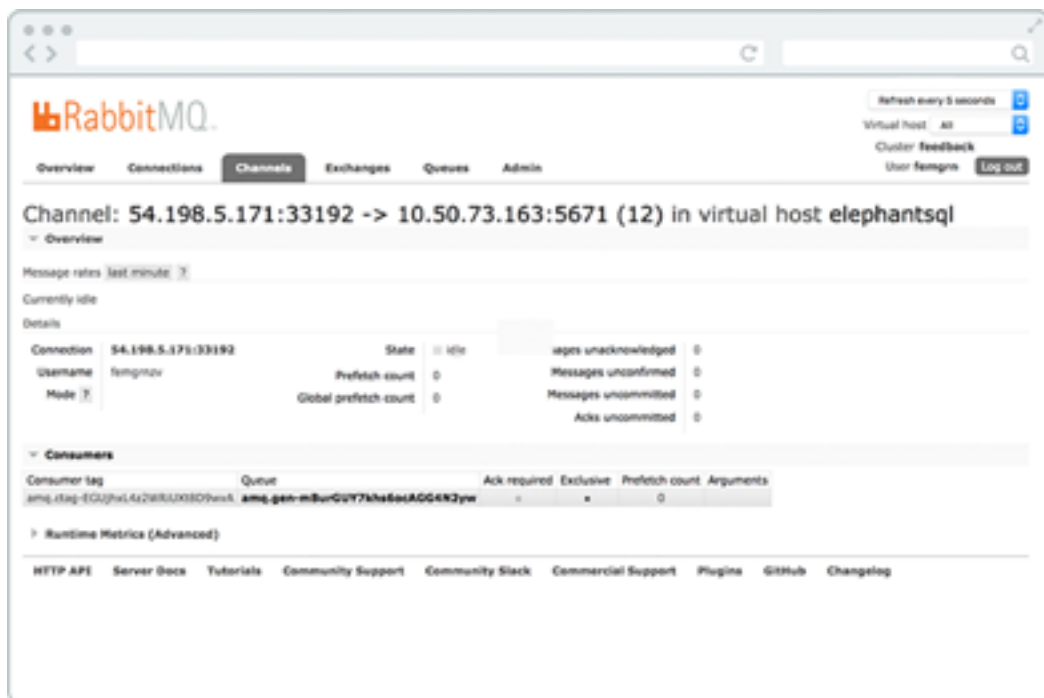 RabbitMQ.
Refresh every 5 seconds
Virtual host All
Cluster feedback
User femgrn Log out
Overview Connections Channels Exchanges Queues Admin
Channel: 54.198.5.171:33192 -> 10.50.73.163:5671 (12) in virtual host elephantsql
Overview
Message rates last minute ?
Currently idle
Details
Connection 54.198.5.171:33192 State idle ages unacknowledged 0
Username femgrnzv Prefetch count 0 Messages unconfirmed 0
Mode ? Global prefetch count 0 Messages uncommitted 0
Acks uncommitted 0
Consumers
Consumer tag Queue Ack required Exclusive Prefetch count Arguments
0
Runtime Metrics (Advanced)
HTTP API Server Docs Tutorials Community Support Community Slack Commercial Support Plugins GitHub Changelog